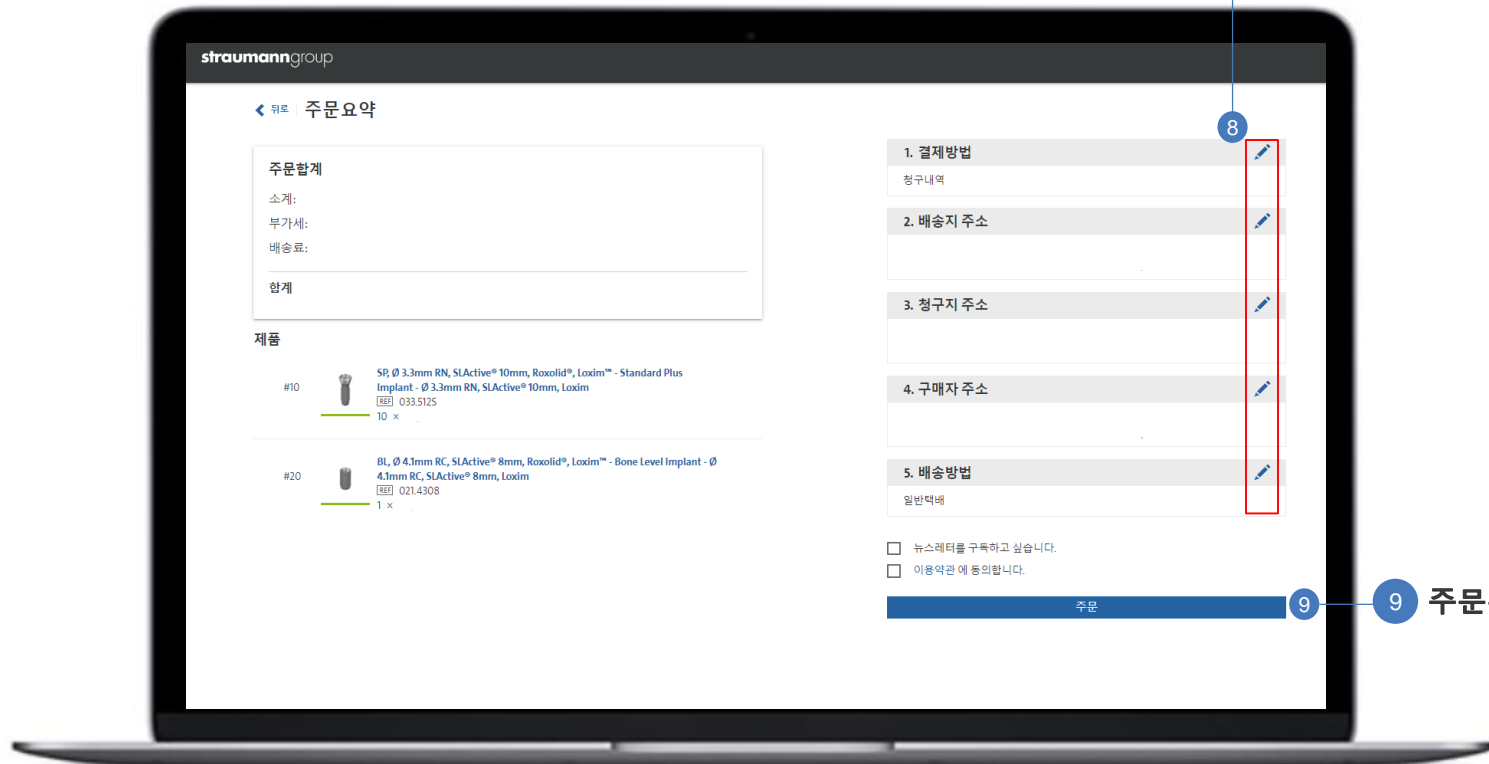 straumanngroup
뒤로 주문요약
주문합계
소계:
부가세:
배송료:
합계
제품
#10
SP, Ø 3.3mm RN, SLActive® 10mm, Roxolid®, Loxim™ - Standard Plus
Implant - Ø 3.3mm RN, SLActive® 10mm, Loxim
REF 033.512S
10 ×
#20
BL, Ø 4.1mm RC, SLActive® 8mm, Roxolid®, Loxim™ - Bone Level Implant - Ø
4.1mm RC, SLActive® 8mm, Loxim
REF 021.4308
1 ×
8
1. 결제방법
청구내역
2. 배송지 주소
3. 청구지 주소
4. 구매자 주소
5. 배송방법
일반택배
뉴스레터를 구독하고 싶습니다.
이용약관 에 동의합니다.
주문
9
9 주문